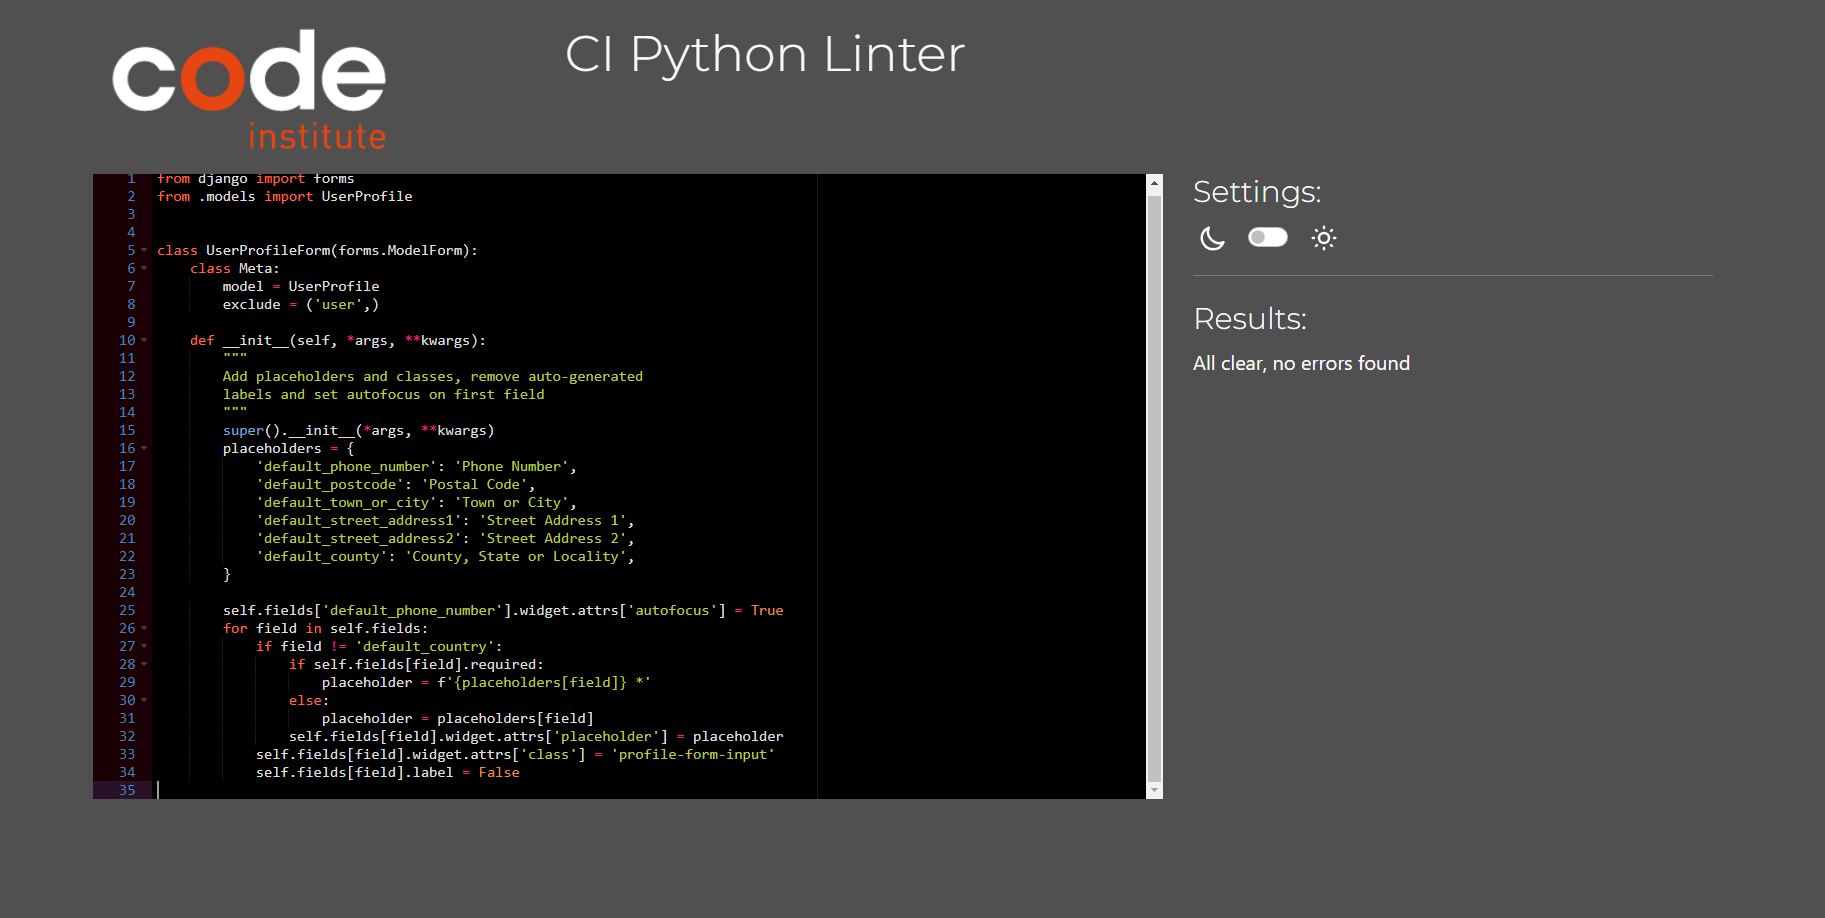 code
institute
CI Python Linter
1 from django import forms
2 from .models import UserProfile
3
4
5 class UserProfileForm(forms.ModelForm):
6     class Meta:
7         model = UserProfile
8         exclude = ('user',)
9
10     def __init__(self, *args, **kwargs):
11         """
12         Add placeholders and classes, remove auto-generated
13         labels and set autofocus on first field
14         """
15         super().__init__(*args, **kwargs)
16         placeholders = {
17             'default_phone_number': 'Phone Number',
18             'default_postcode': 'Postal Code',
19             'default_town_or_city': 'Town or City',
20             'default_street_address1': 'Street Address 1',
21             'default_street_address2': 'Street Address 2',
22             'default_county': 'County, State or Locality',
23         }
24
25         self.fields['default_phone_number'].widget.attrs['autofocus'] = True
26         for field in self.fields:
27             if field != 'default_country':
28                 if self.fields[field].required:
29                     placeholder = f'{placeholders[field]} *'
30                 else:
31                     placeholder = placeholders[field]
32                 self.fields[field].widget.attrs['placeholder'] = placeholder
33             self.fields[field].widget.attrs['class'] = 'profile-form-input'
34             self.fields[field].label = False
35
Settings:
Results:
All clear, no errors found